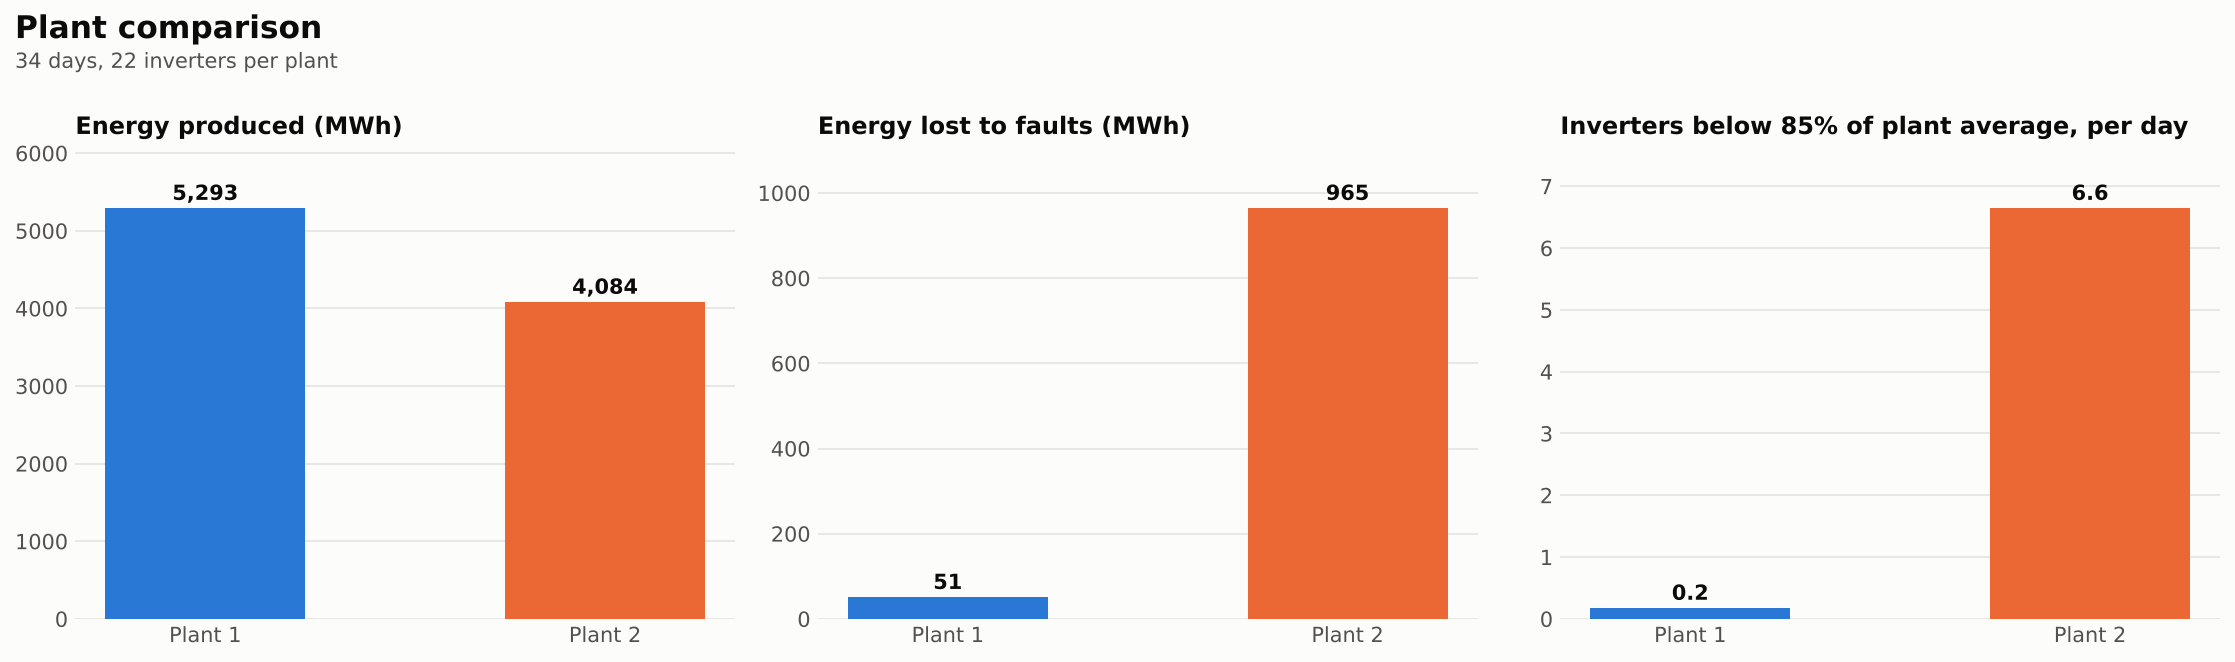 Plant comparison
34 days, 22 inverters per plant
Energy produced (MWh)
6000
5000
4000
3000
2000
1000
0
5,293
4,084
Plant 1
Plant 2
Energy lost to faults (MWh)
1000
800
600
400
200
0
51
965
Plant 1
Plant 2
Inverters below 85% of plant average, per day
7
6
5
4
3
2
1
0
0.2
6.6
Plant 1
Plant 2